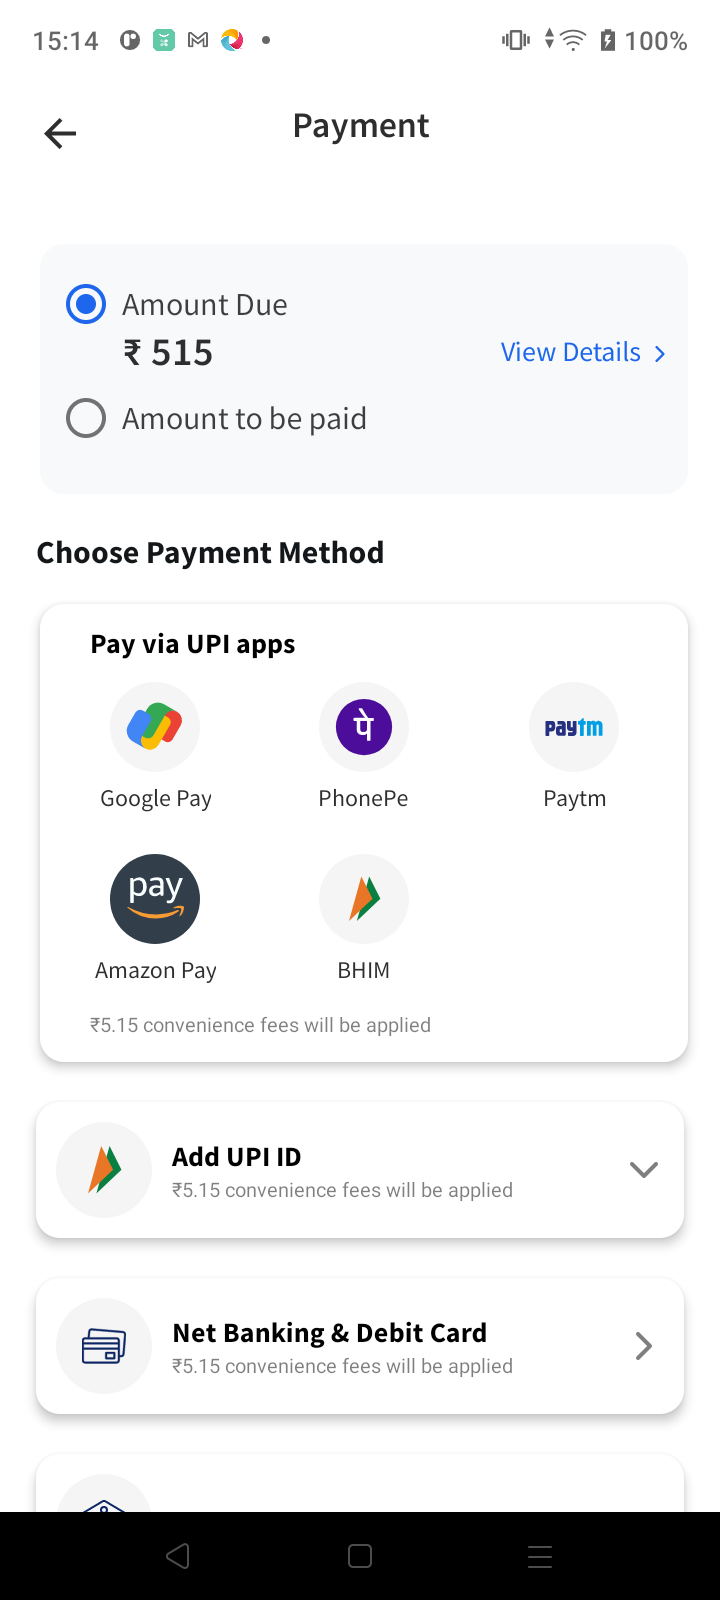 15:14
100%
Payment
Amount Due
₹ 515
View Details
Amount to be paid
Choose Payment Method
Pay via UPI apps
पे
paytm
Google Pay
PhonePe
Paytm
pay
Amazon Pay
BHIM
₹5.15 convenience fees will be applied
Add UPI ID
₹5.15 convenience fees will be applied
Net Banking & Debit Card
₹5.15 convenience fees will be applied